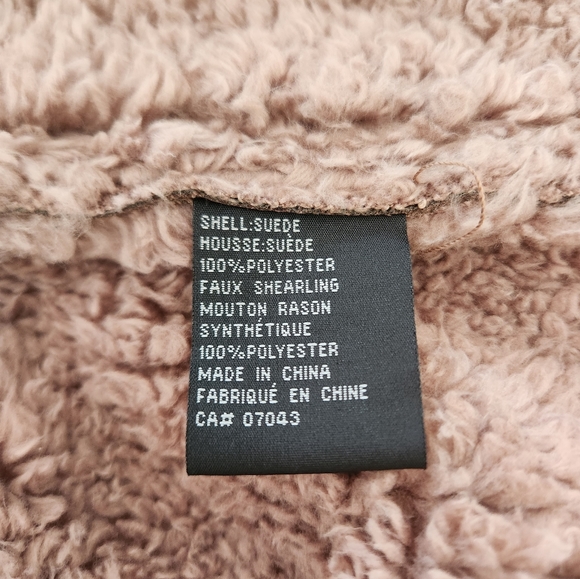 SHELL:SUEDE
HOUSSE:SUÈDE
100%POLYESTER
FAUX SHEARLING
MOUTON RASON
SYNTHÉTIQUE
100%POLYESTER
MADE IN CHINA
FABRIQUÉ EN CHINE
CA# 07043